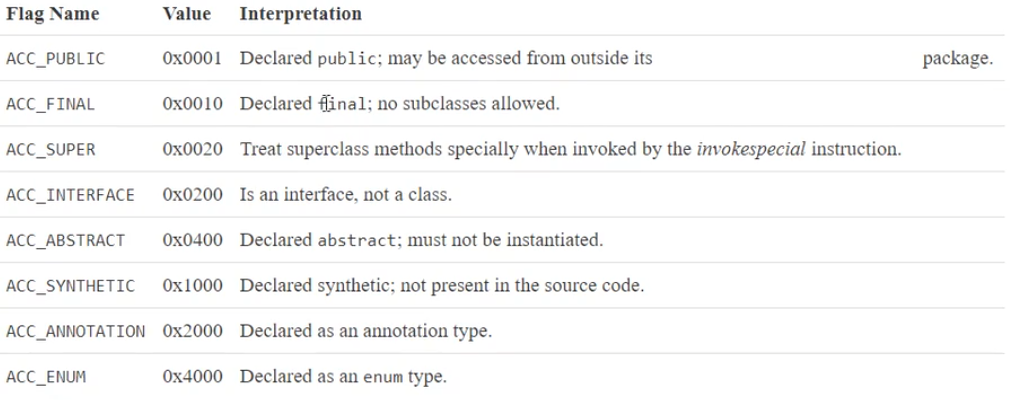 Flag Name Value Interpretation
ACC_PUBLIC 0x0001 Declared public; may be accessed from outside its package.
ACC_FINAL 0x0010 Declared final; no subclasses allowed.
ACC_SUPER 0x0020 Treat superclass methods specially when invoked by the invokespecial instruction.
ACC_INTERFACE 0x0200 Is an interface, not a class.
ACC_ABSTRACT 0x0400 Declared abstract; must not be instantiated.
ACC_SYNTHETIC 0x1000 Declared synthetic; not present in the source code.
ACC_ANNOTATION 0x2000 Declared as an annotation type.
ACC_ENUM 0x4000 Declared as an enum type.